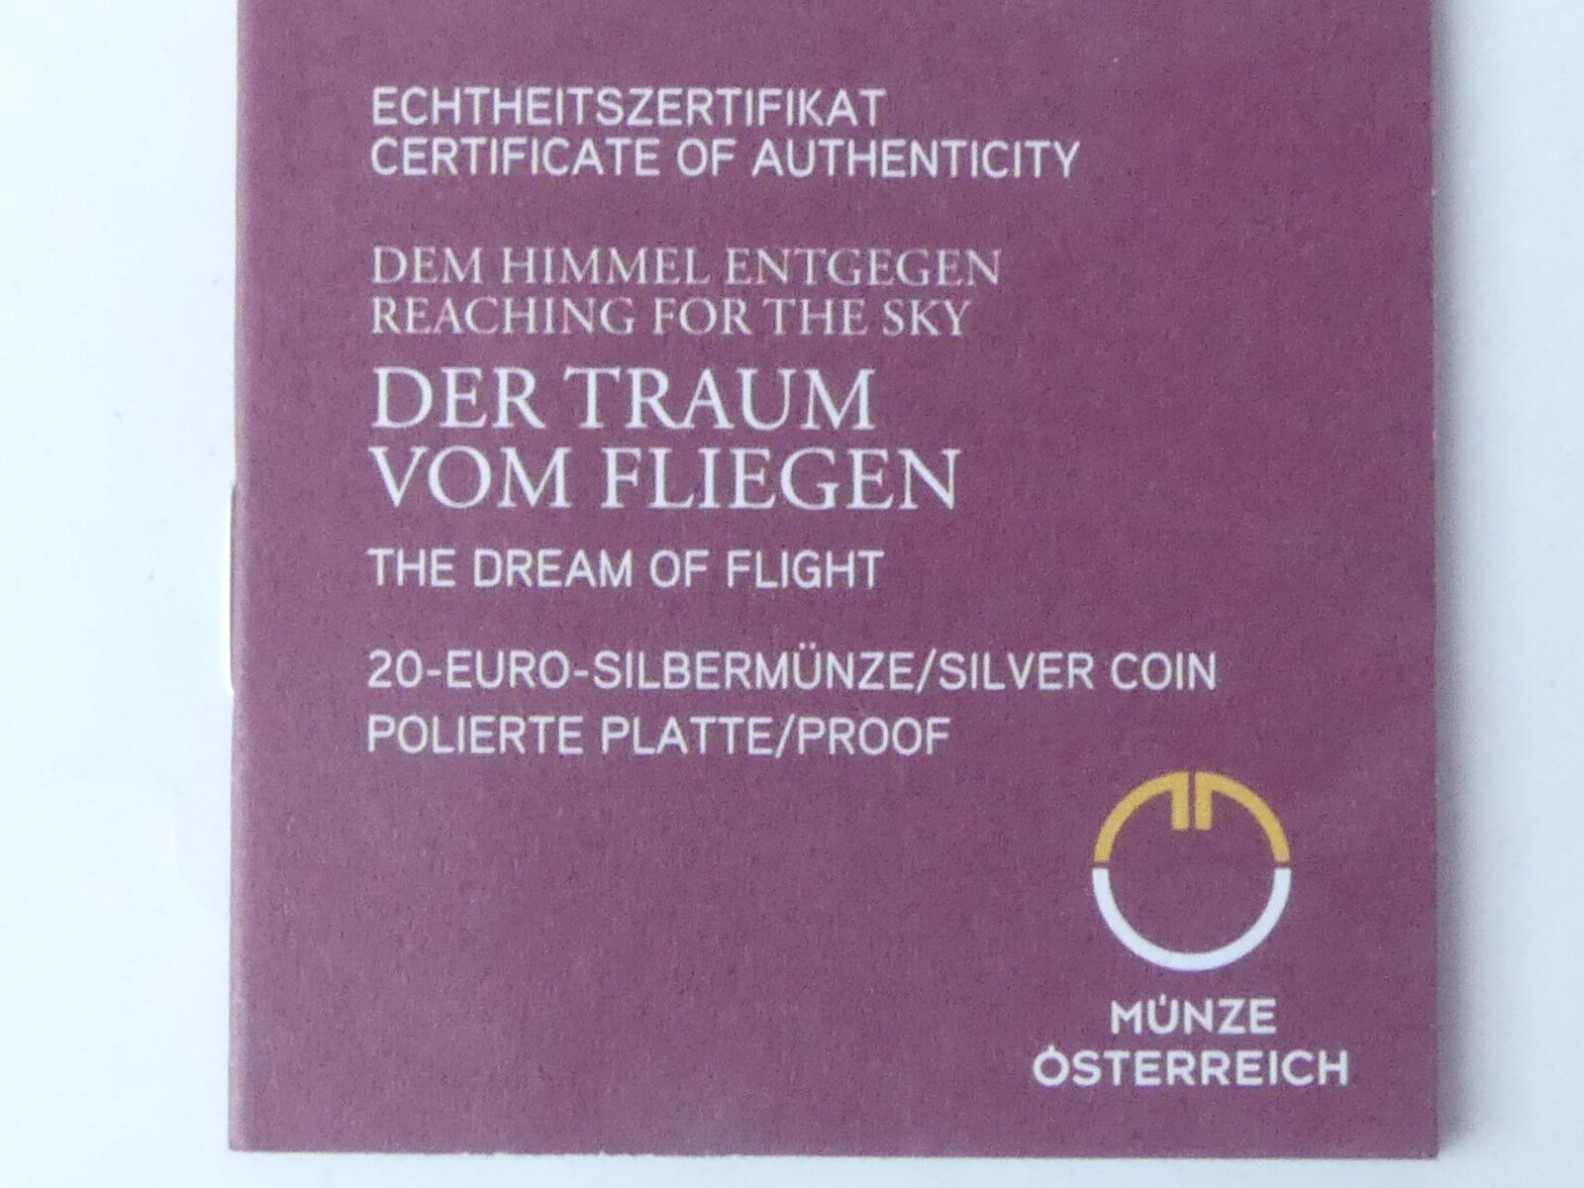 ECHTHEITSZERTIFIKAT
CERTIFICATE OF AUTHENTICITY
DEM HIMMEL ENTGEGEN
REACHING FOR THE SKY
DER TRAUM
VOM FLIEGEN
THE DREAM OF FLIGHT
20-EURO-SILBERMÜNZE/SILVER COIN
POLIERTE PLATTE/PROOF
MÜNZE
ÖSTERREICH